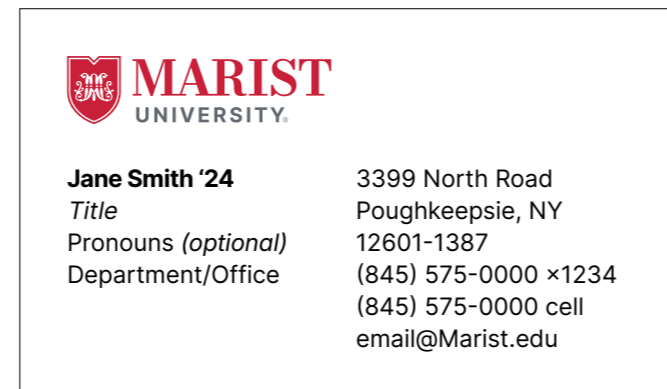 MARIST
UNIVERSITY®
Jane Smith ‘24
Title
Pronouns (optional)
Department/Office
3399 North Road
Poughkeepsie, NY
12601-1387
(845) 575-0000 ×1234
(845) 575-0000 cell
email@Marist.edu